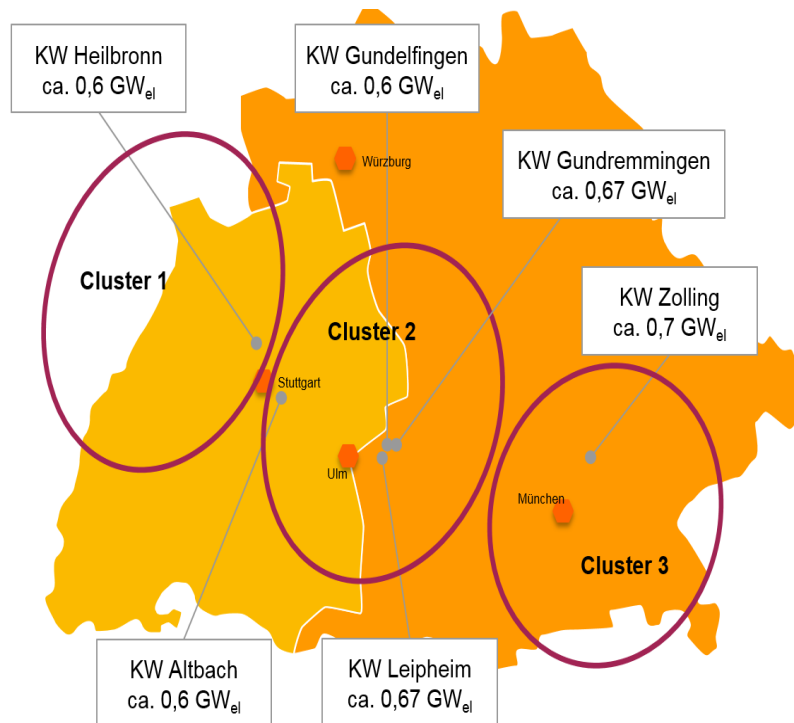 KW Heilbronn
ca. 0,6 GWel
KW Gundelfingen
ca. 0,6 GWel
KW Gundremmingen
ca. 0,67 GWel
Würzburg
Cluster 1
Cluster 2
KW Zolling
ca. 0,7 GWel
Stuttgart
Ulm
München
Cluster 3
KW Altbach
ca. 0,6 GWel
KW Leipheim
ca. 0,67 GWel